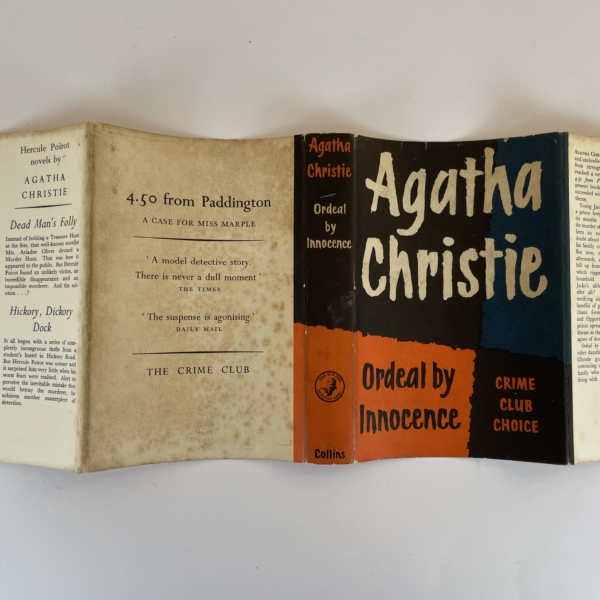 Hercule Poirot
novels by
AGATHA
CHRISTIE
Dead Man's Folly
Instead of holding a Treasure Hunt
at the fete, that well-known novelist
Mrs. Ariadne Oliver devised a
Murder Hunt. That was how it
appeared to the public. But Hercule
Poirot found an unlikely victim, an
incredible disappearance and an
impossible murderer. And the sol-
ution . . . ?
Hickory, Dickory
Dock
It all began with a series of com-
pletely incongruous thefts from a
student's hostel in Hickory Road.
But Hercule Poirot was uneasy and
it surprised him very little when his
worst fears were realised. Alert to
perceive the inevitable mistake that
would betray the murderer, he
achieves another masterpiece of
detection.
4.50 from Paddington
A CASE FOR MISS MARPLE
' A model detective story.
There is never a dull moment '
THE TIMES
' The suspense is agonising '
DAILY MAIL
THE CRIME CLUB
Agatha
Christie
Ordeal
by
Innocence
Collins
Agatha
Christie
Ordeal by
Innocence
CRIME
CLUB
CHOICE